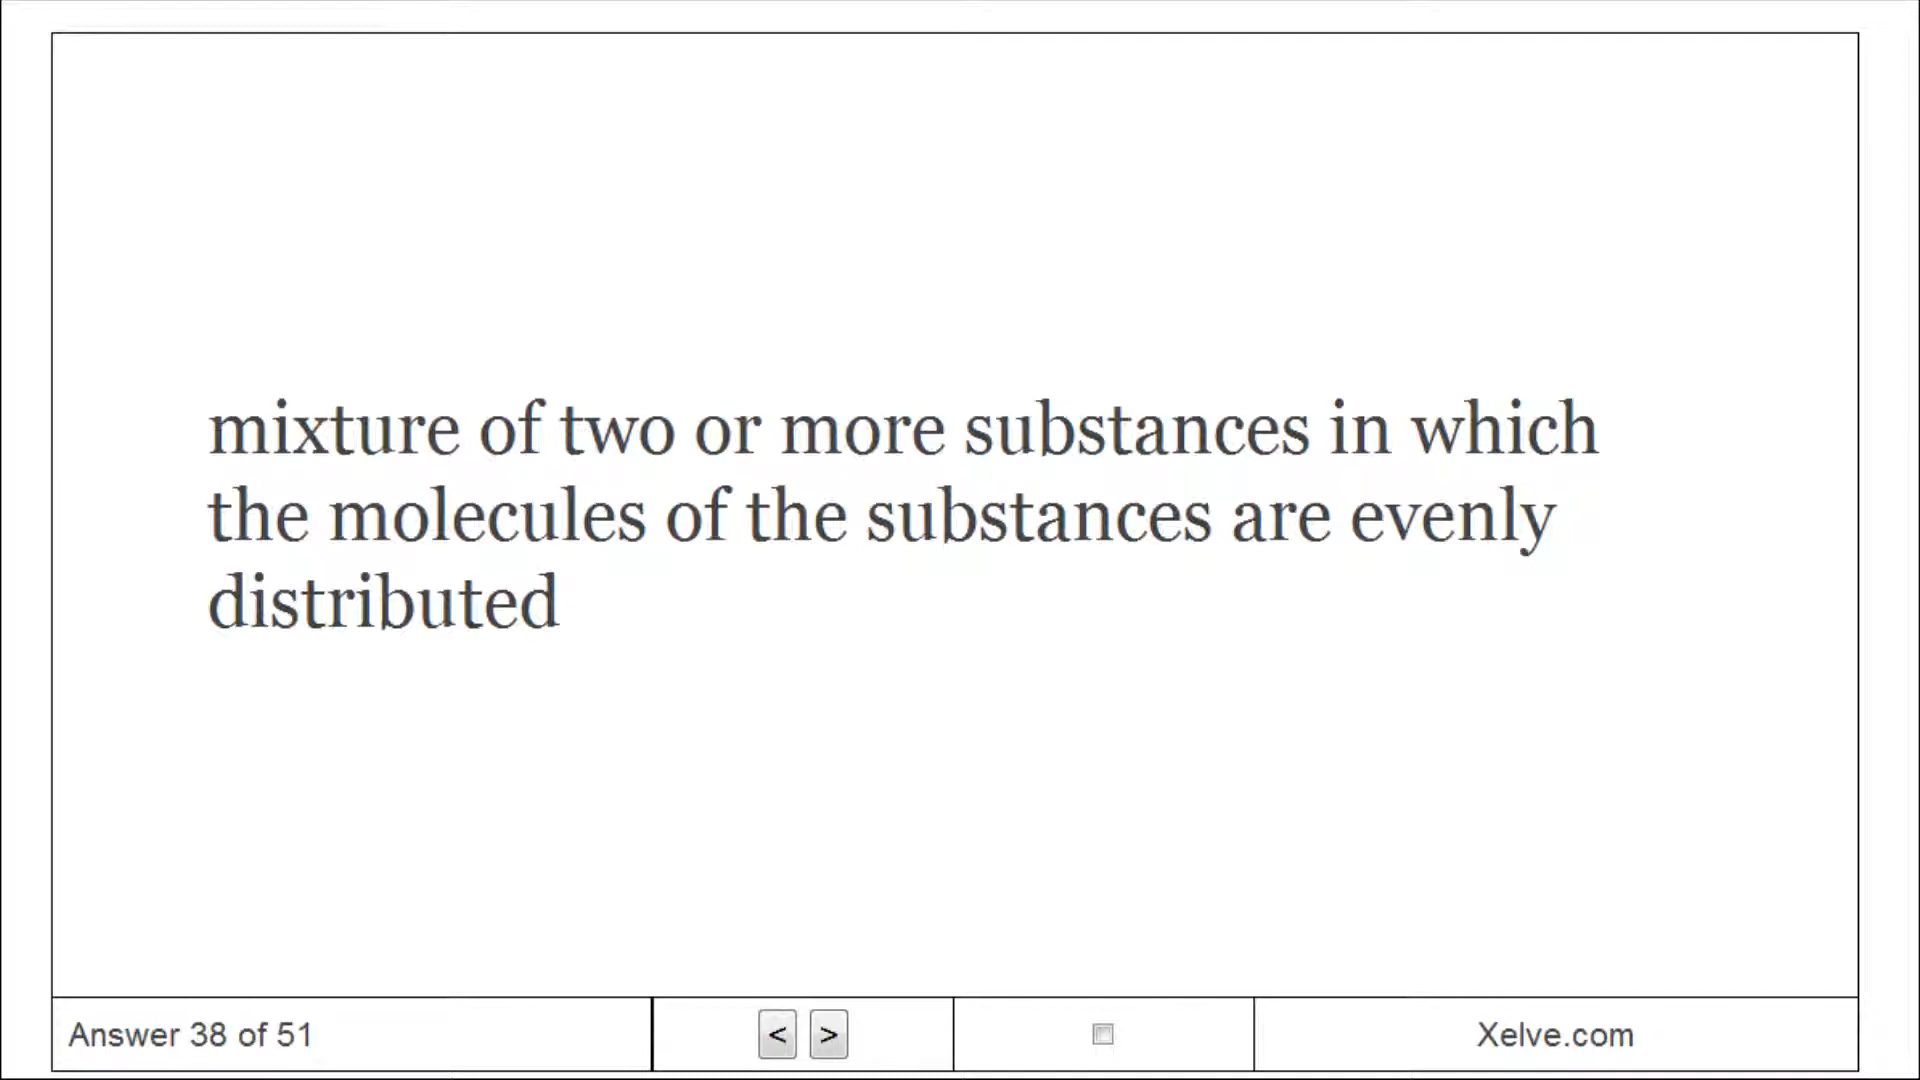 mixture of two or more substances in which
the molecules of the substances are evenly
distributed
Answer 38 of 51
< >
Xelve.com